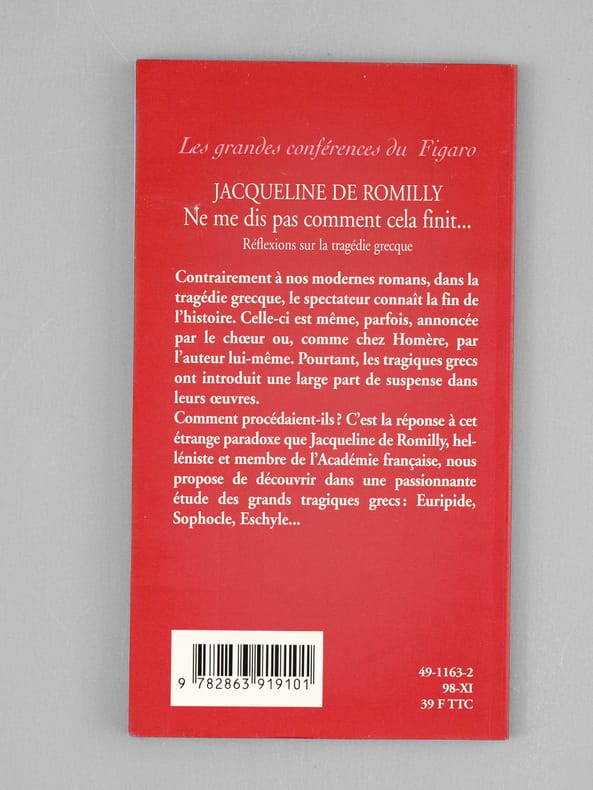 Les grandes conférences du Figaro
JACQUELINE DE ROMILLY
Ne me dis pas comment cela finit...
Réflexions sur la tragédie grecque
Contrairement à nos modernes romans, dans la
tragédie grecque, le spectateur connaît la fin de
l'histoire. Celle-ci est même, parfois, annoncée
par le chœur ou, comme chez Homère, par
l'auteur lui-même. Pourtant, les tragiques grecs
ont introduit une large part de suspense dans
leurs œuvres.
Comment procédaient-ils ? C'est la réponse à cet
étrange paradoxe que Jacqueline de Romilly, hel-
léniste et membre de l'Académie française, nous
propose de découvrir dans une passionnante
étude des grands tragiques grecs : Euripide,
Sophocle, Eschyle...
9 782863 919101
49-1163-2
98-XI
39 F TTC